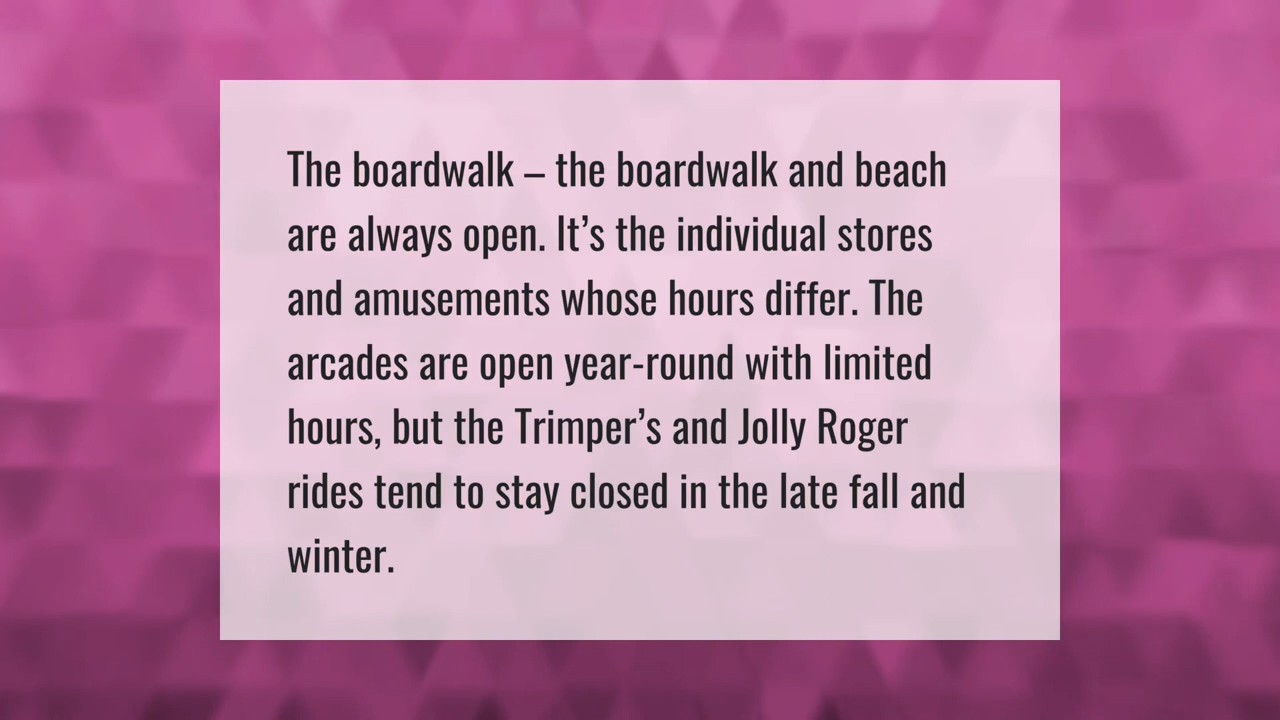 The boardwalk – the boardwalk and beach
are always open. It’s the individual stores
and amusements whose hours differ. The
arcades are open year-round with limited
hours, but the Trimper’s and Jolly Roger
rides tend to stay closed in the late fall and
winter.